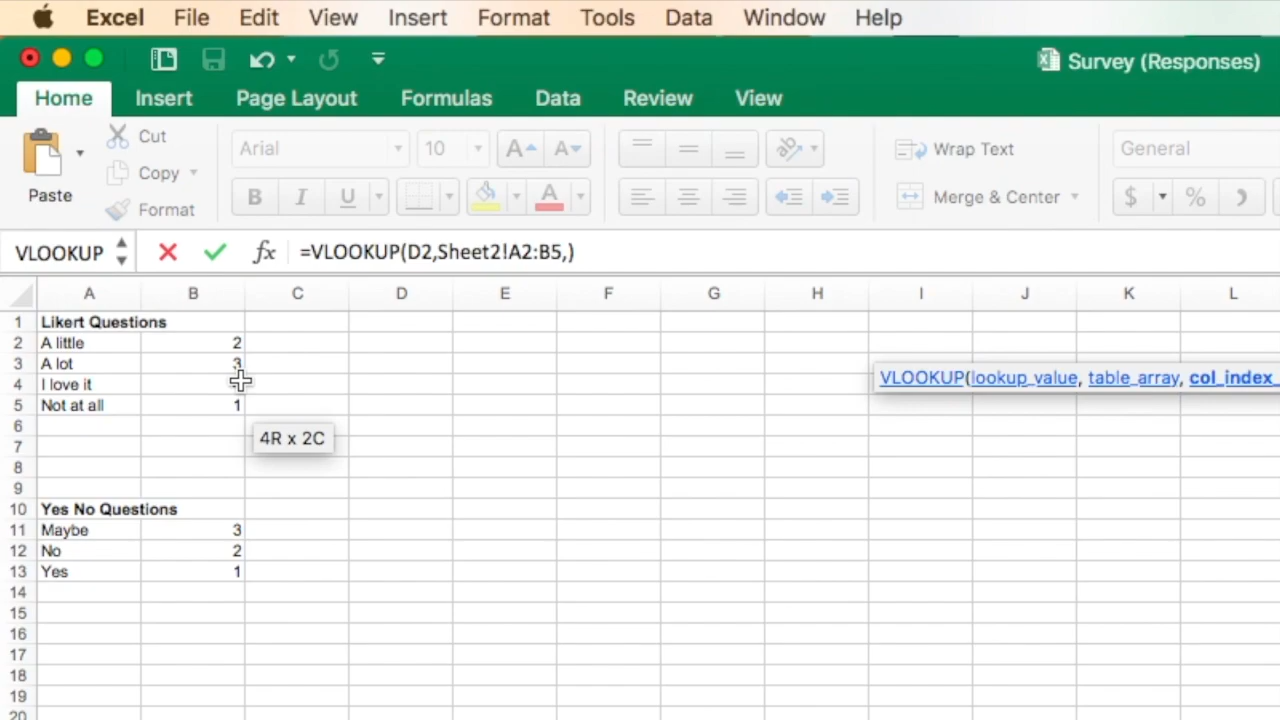 Excel File Edit View Insert Format Tools Data Window Help
Survey (Responses)
Home Insert Page Layout Formulas Data Review View
Cut
Arial 10 A A Wrap Text General
Copy
Paste B I U A Merge & Center $ % )
Format
VLOOKUP fx =VLOOKUP(D2,Sheet2!A2:B5,)
A B C D E F G H I J K L
1 Likert Questions
2 A little 2
3 A lot 3
4 I love it
VLOOKUP(lookup_value, table_array, col_index_
5 Not at all 1
6
4R x 2C
7
8
9
10 Yes No Questions
11 Maybe 3
12 No 2
13 Yes 1
14
15
16
17
18
19
20